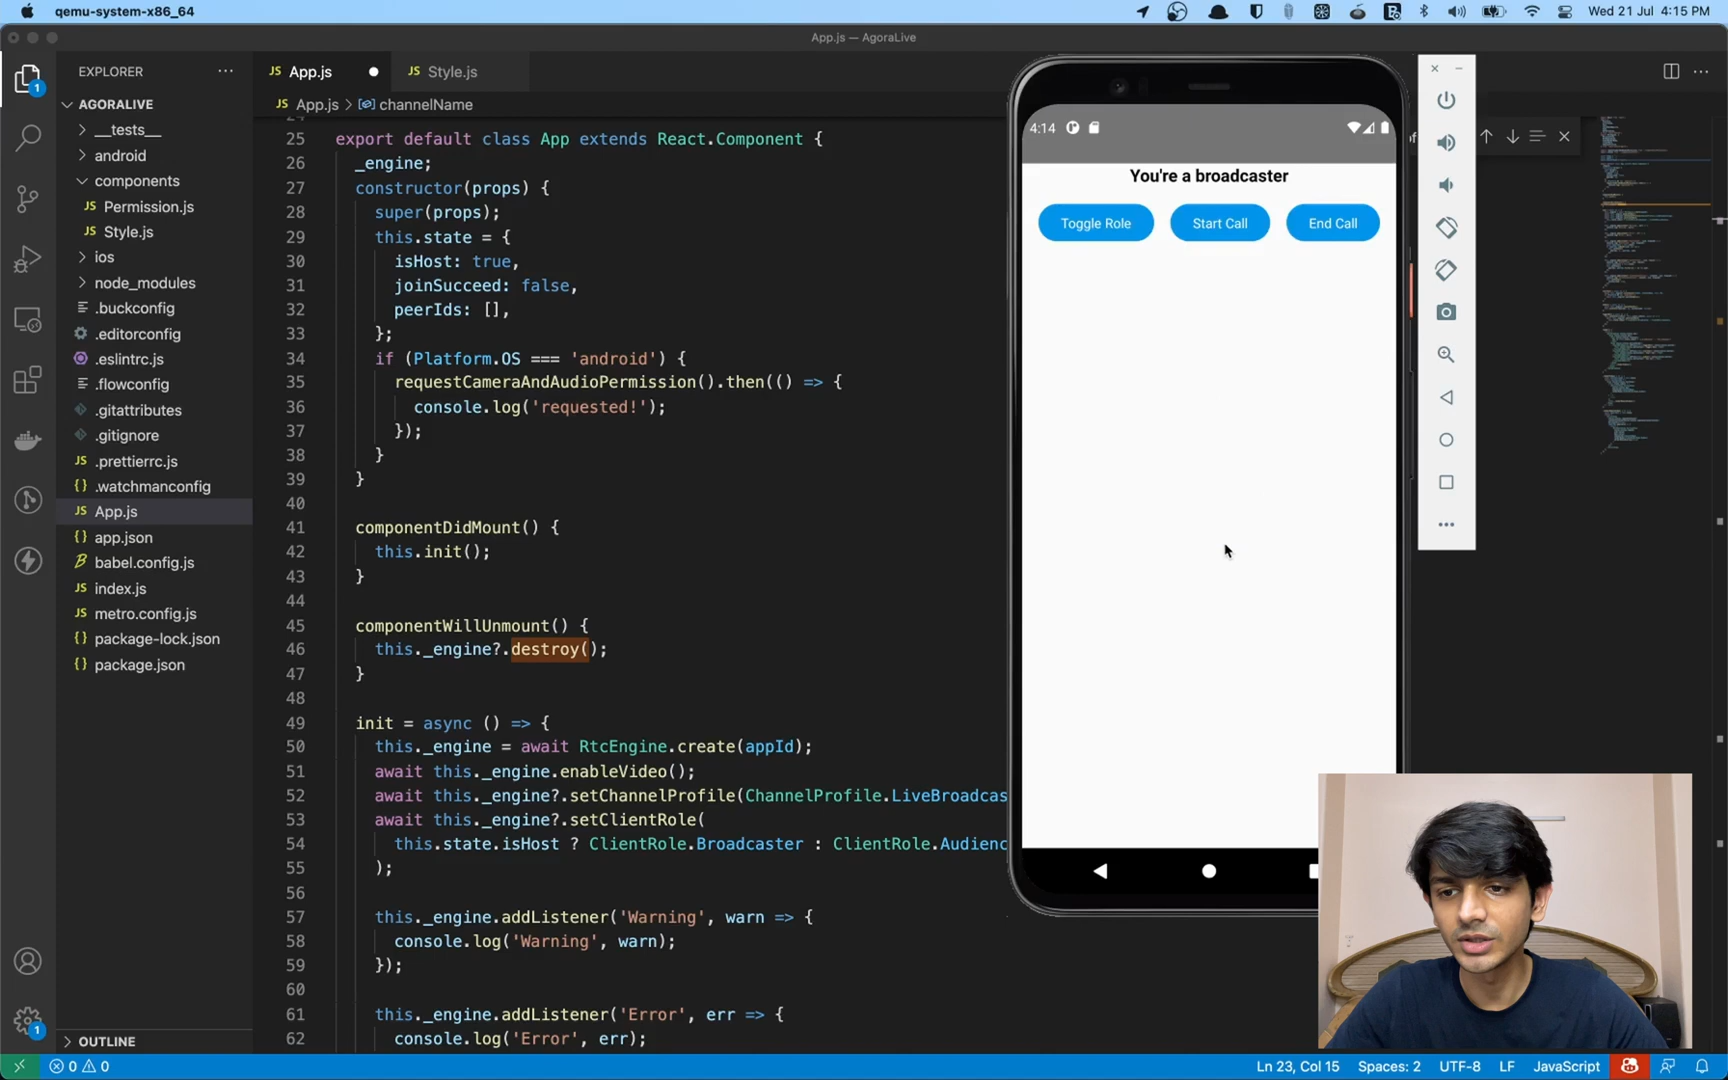 qemu-system-x86_64
Wed 21 Jul 4:15 PM
App.js — AgoraLive
EXPLORER
AGORALIVE
__tests__
android
components
Permission.js
Style.js
ios
node_modules
.buckconfig
.editorconfig
.eslintrc.js
.flowconfig
.gitattributes
.gitignore
.prettierrc.js
.watchmanconfig
App.js
app.json
babel.config.js
index.js
metro.config.js
package-lock.json
package.json
OUTLINE
JS App.js
JS Style.js
JS App.js > channelName
25 export default class App extends React.Component {
26 _engine;
27 constructor(props) {
28 super(props);
29 this.state = {
30 isHost: true,
31 joinSucceed: false,
32 peerIds: [],
33 };
34 if (Platform.OS === 'android') {
35 requestCameraAndAudioPermission().then(() => {
36 console.log('requested!');
37 });
38 }
39 }
40
41 componentDidMount() {
42 this.init();
43 }
44
45 componentWillUnmount() {
46 this._engine?.destroy();
47 }
48
49 init = async () => {
50 this._engine = await RtcEngine.create(appId);
51 await this._engine.enableVideo();
52 await this._engine?.setChannelProfile(ChannelProfile.LiveBroadcas
53 await this._engine?.setClientRole(
54 this.state.isHost ? ClientRole.Broadcaster : ClientRole.Audienc
55 );
56
57 this._engine.addListener('Warning', warn => {
58 console.log('Warning', warn);
59 });
60
61 this._engine.addListener('Error', err => {
62 console.log('Error', err);
4:14
You're a broadcaster
Toggle Role
Start Call
End Call
0 0
Ln 23, Col 15
Spaces: 2
UTF-8
LF
JavaScript